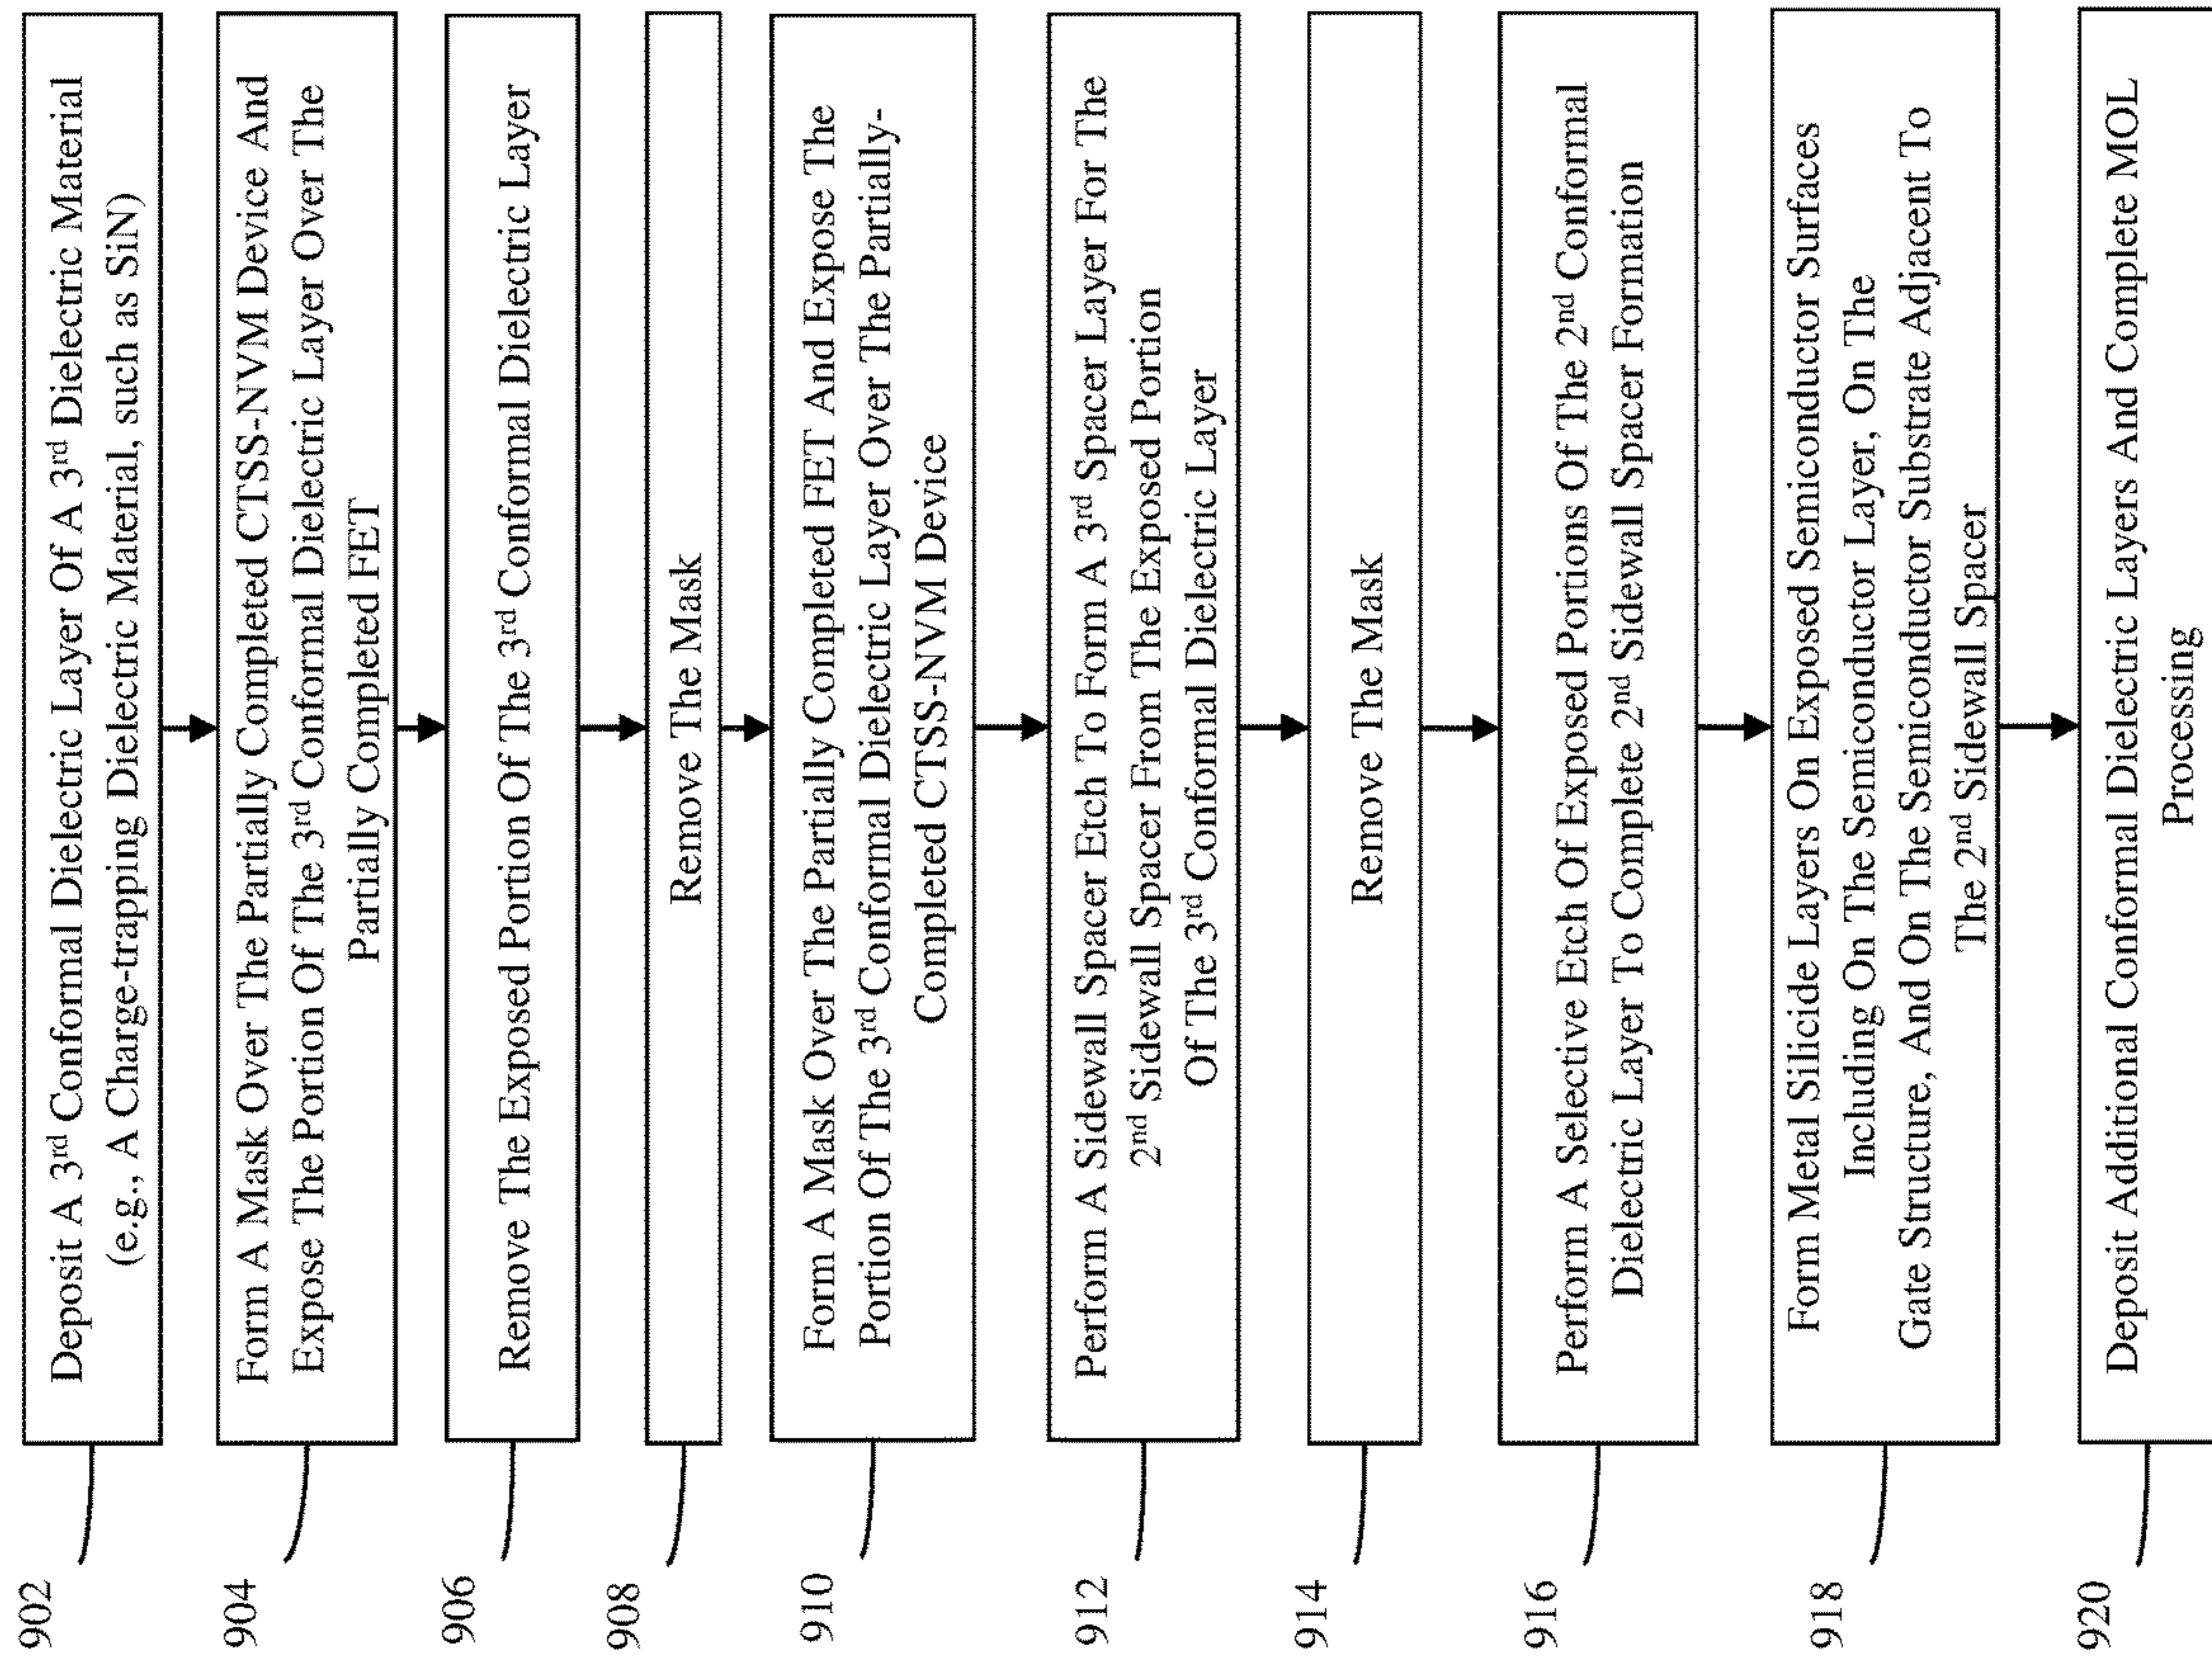 902
Deposit A 3rd Conformal Dielectric Layer Of A 3rd Dielectric Material
(e.g., A Charge-trapping Dielectric Material, such as SiN)
904
Form A Mask Over The Partially Completed CTSS-NVM Device And
Expose The Portion Of The 3rd Conformal Dielectric Layer Over The
Partially Completed FET
906
Remove The Exposed Portion Of The 3rd Conformal Dielectric Layer
908
Remove The Mask
910
Form A Mask Over The Partially Completed FET And Expose The
Portion Of The 3rd Conformal Dielectric Layer Over The Partially-
Completed CTSS-NVM Device
912
Perform A Sidewall Spacer Etch To Form A 3rd Spacer Layer For The
2nd Sidewall Spacer From The Exposed Portion
Of The 3rd Conformal Dielectric Layer
914
Remove The Mask
916
Perform A Selective Etch Of Exposed Portions Of The 2nd Conformal
Dielectric Layer To Complete 2nd Sidewall Spacer Formation
918
Form Metal Silicide Layers On Exposed Semiconductor Surfaces
Including On The Semiconductor Layer, On The
Gate Structure, And On The Semiconductor Substrate Adjacent To
The 2nd Sidewall Spacer
920
Deposit Additional Conformal Dielectric Layers And Complete MOL
Processing